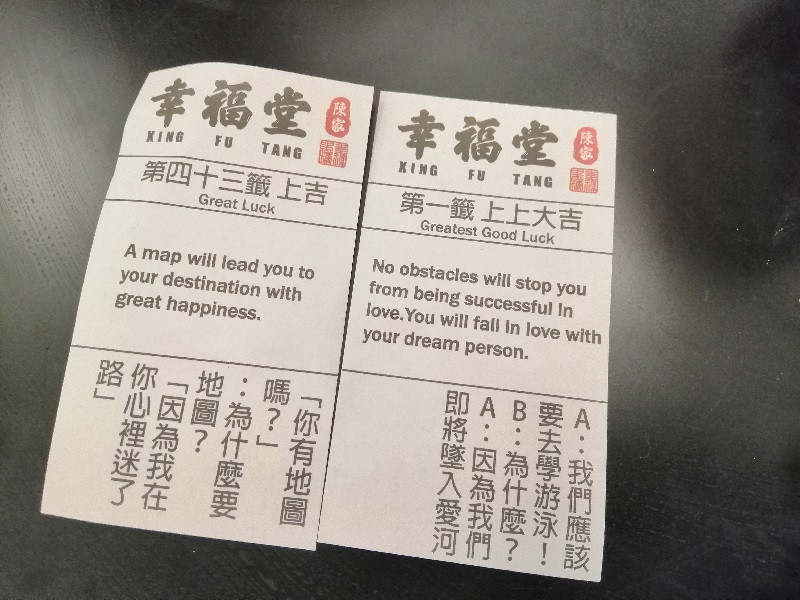 幸福堂
陳家
XING FU TANG
第四十三籤 上吉
Great Luck
A map will lead you to
your destination with
great happiness.
「你有地圖
嗎？」
：為什麼要
地圖？
「因為我在
你心裡迷了
路」
幸福堂
陳家
XING FU TANG
第一籤 上上大吉
Greatest Good Luck
No obstacles will stop you
from being successful in
love.You will fall in love with
your dream person.
A：我們應該
要去學游泳！
B：為什麼？
A：因為我們
即將墜入愛河